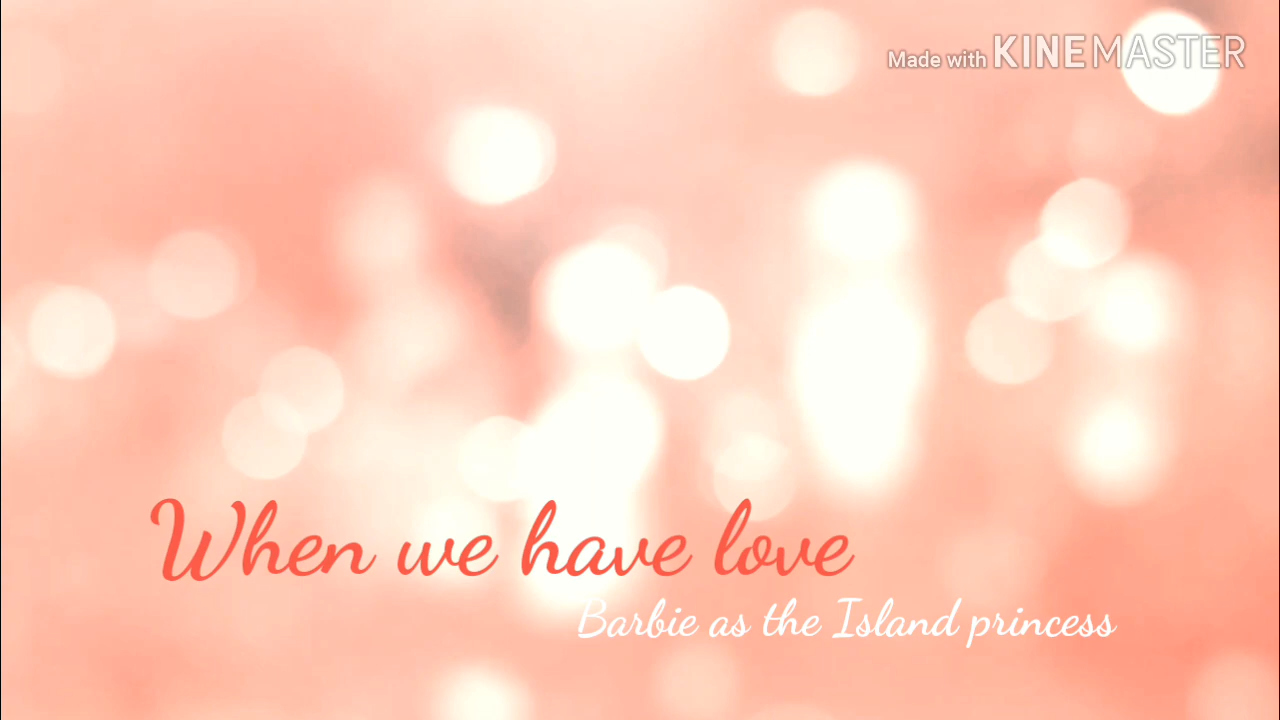 Made with KINEMASTER
When we have love
Barbie as the Island princess